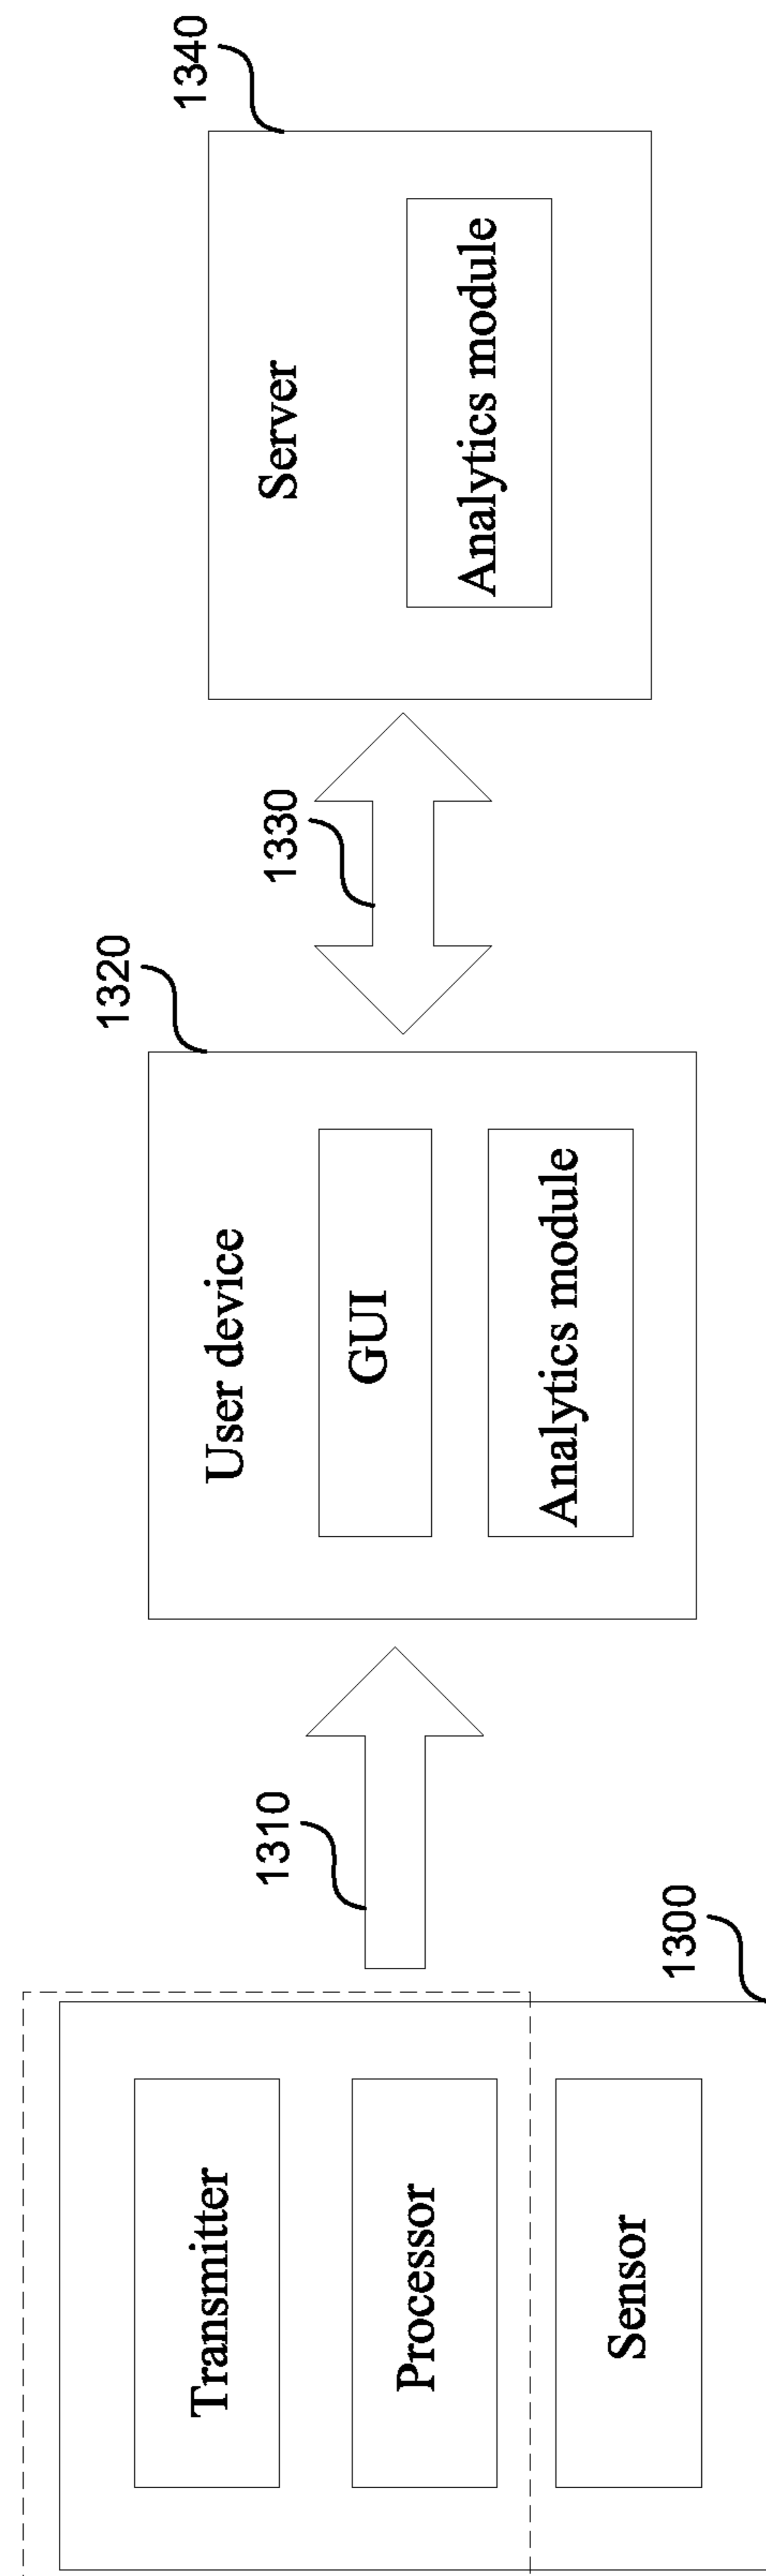 1300
Transmitter
Processor
Sensor
1310
1320
User device
GUI
Analytics module
1330
1340
Server
Analytics module